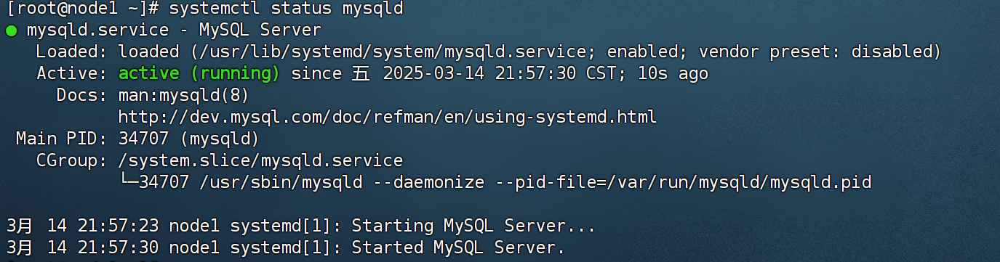 [root@node1 ~]# systemctl status mysqld
● mysqld.service - MySQL Server
Loaded: loaded (/usr/lib/systemd/system/mysqld.service; enabled; vendor preset: disabled)
Active: active (running) since 五 2025-03-14 21:57:30 CST; 10s ago
Docs: man:mysqld(8)
http://dev.mysql.com/doc/refman/en/using-systemd.html
Main PID: 34707 (mysqld)
CGroup: /system.slice/mysqld.service
└─34707 /usr/sbin/mysqld --daemonize --pid-file=/var/run/mysqld/mysqld.pid
3月 14 21:57:23 node1 systemd[1]: Starting MySQL Server...
3月 14 21:57:30 node1 systemd[1]: Started MySQL Server.